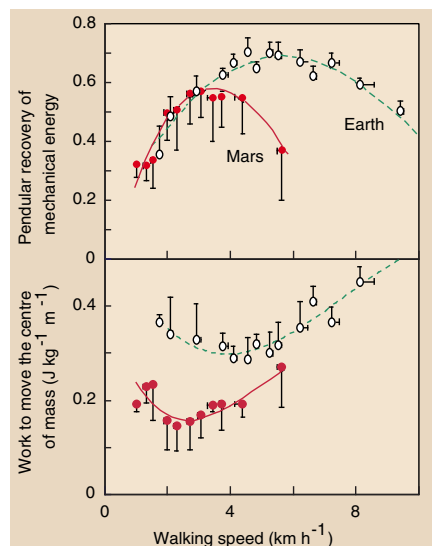 Pendular recovery of
mechanical energy
0.8
0.6
0.4
0.2
0
Earth
Mars
Work to move the centre
of mass (J kg-1 m-1)
0.4
0.2
0
0
4
8
Walking speed (km h-1)